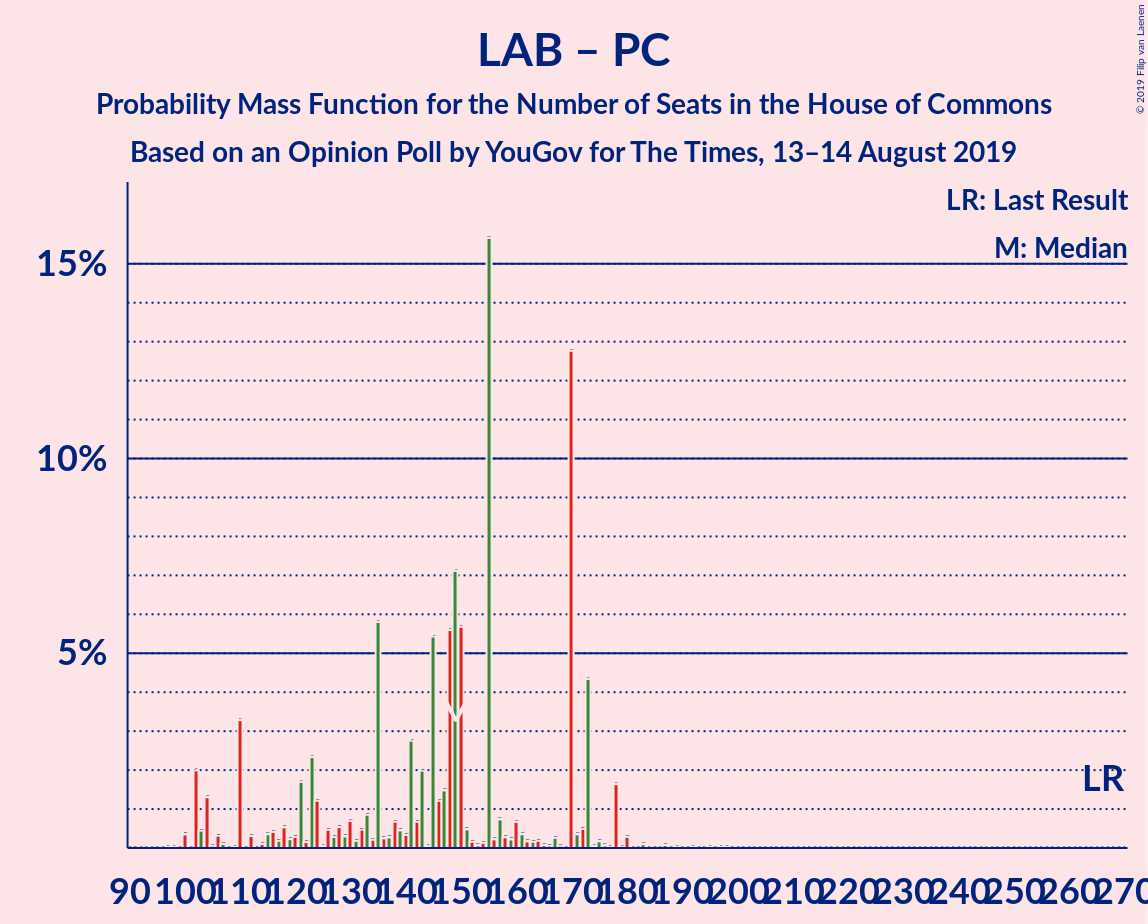 LAB – PC
Probability Mass Function for the Number of Seats in the House of Commons
Based on an Opinion Poll by YouGov for The Times, 13–14 August 2019
© 2019 Filip van Laenen
LR: Last Result
M: Median
15%
10%
5%
LR
90 100 110 120 130 140 150 160 170 180 190 200 210 220 230 240 250 260 270